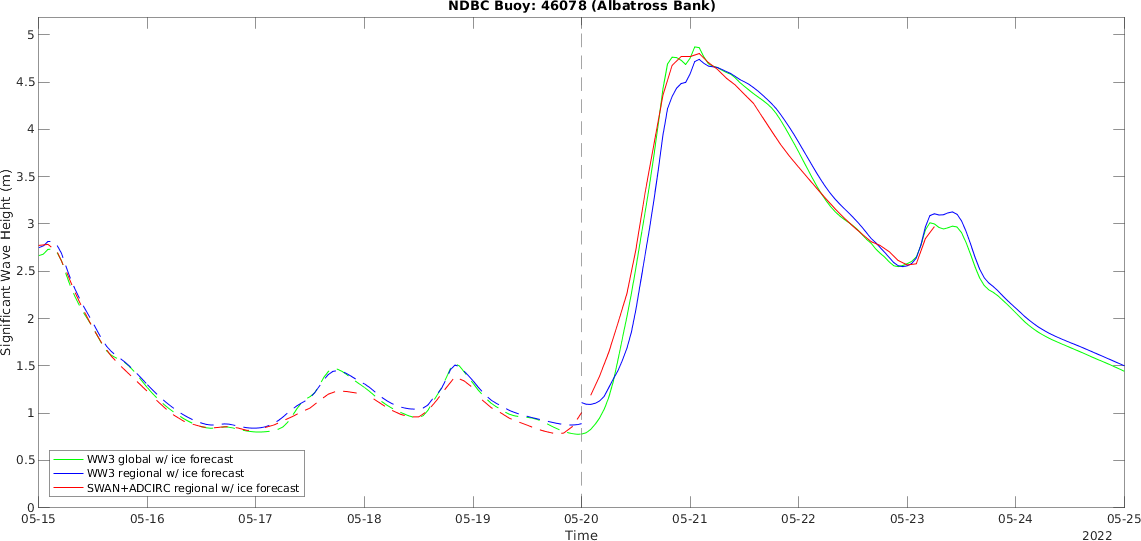 NDBC Buoy: 46078 (Albatross Bank)
5
4.5
4
3.5
3
2.5
2
1.5
1
0.5
0
Significant Wave Height (m)
WW3 global w/ ice forecast
WW3 regional w/ ice forecast
SWAN+ADCIRC regional w/ ice forecast
05-15 05-16 05-17 05-18 05-19 05-20 05-21 05-22 05-23 05-24 05-25
Time
2022